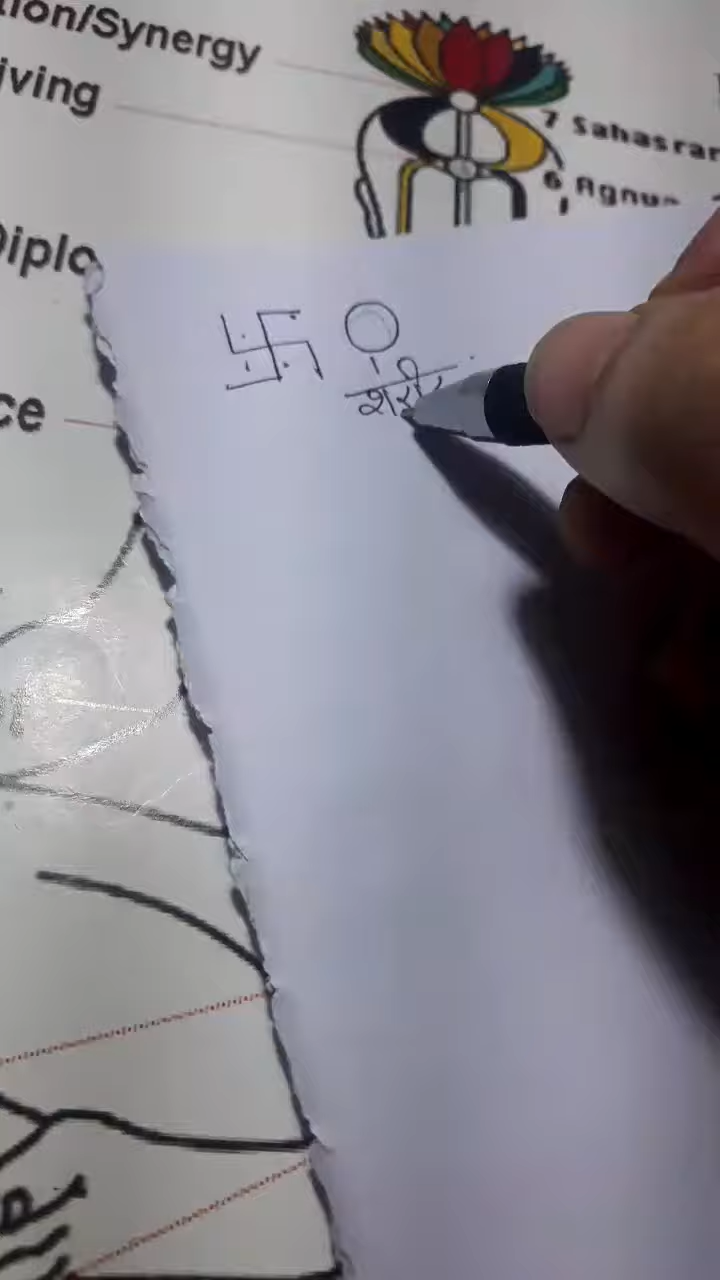 ion/Synergy
iving
7 Sahasrar
6 Agnya
Diplo
शरीर
ce